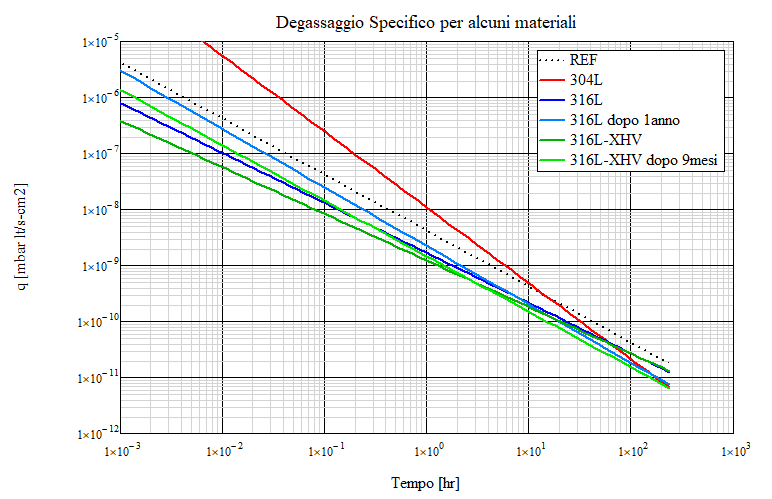 Degassaggio Specifico per alcuni materiali
1×10⁻⁵
1×10⁻⁶
1×10⁻⁷
1×10⁻⁸
1×10⁻⁹
1×10⁻¹⁰
1×10⁻¹¹
1×10⁻¹²
q [mbar lt/s-cm2]
REF
304L
316L
316L dopo 1anno
316L-XHV
316L-XHV dopo 9mesi
1×10⁻³ 1×10⁻² 1×10⁻¹ 1×10⁰ 1×10¹ 1×10² 1×10³
Tempo [hr]